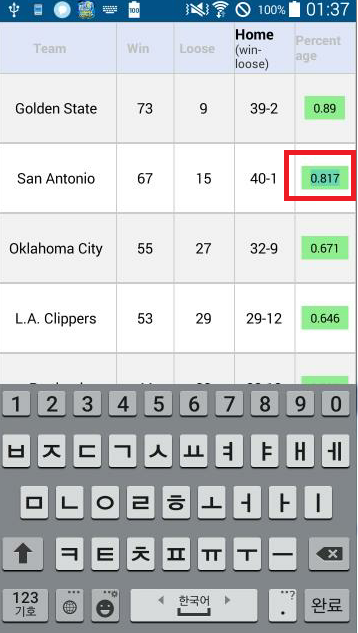 100% 01:37
Team Win Loose Home (win-loose) Percentage
Golden State 73 9 39-2 0.89
San Antonio 67 15 40-1 0.817
Oklahoma City 55 27 32-9 0.671
L.A. Clippers 53 29 29-12 0.646
1 2 3 4 5 6 7 8 9 0
ㅂ ㅈ ㄷ ㄱ ㅅ ㅛ ㅕ ㅑ ㅐ ㅔ
ㅁ ㄴ ㅇ ㄹ ㅎ ㅗ ㅓ ㅏ ㅣ
ㅋ ㅌ ㅊ ㅍ ㅠ ㅜ ㅡ
123 기호 한국어 . ..? 완료